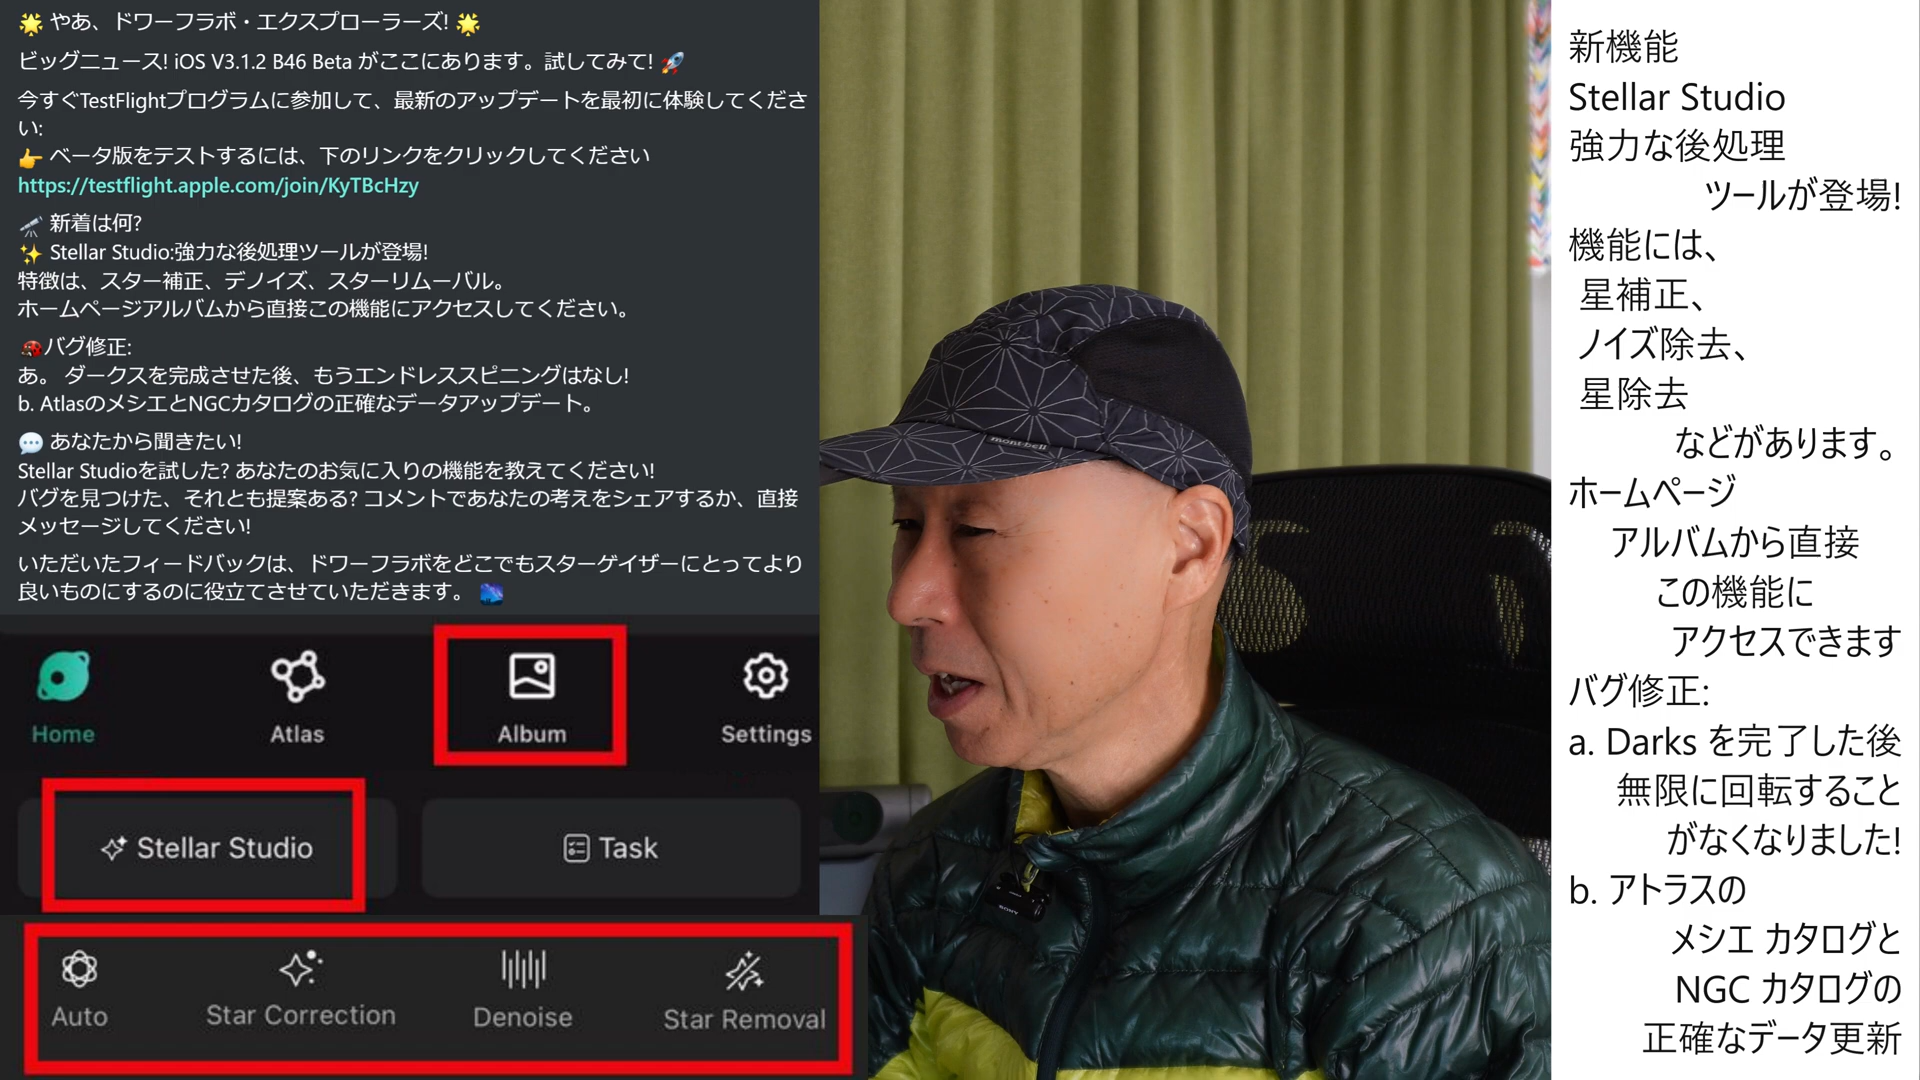 🌟 やあ、ドワーフラボ・エクスプローラーズ! 🌟
ビッグニュース! iOS V3.1.2 B46 Beta がここにあります。試してみて! 🚀
今すぐTestFlightプログラムに参加して、最新のアップデートを最初に体験してくださ
い:
👉 ベータ版をテストするには、下のリンクをクリックしてください
https://testflight.apple.com/join/KyTBcHzy
🔭 新着は何?
✨ Stellar Studio:強力な後処理ツールが登場!
特徴は、スター補正、デノイズ、スターリムーバル。
ホームページアルバムから直接この機能にアクセスしてください。
🐞バグ修正:
あ。 ダークスを完成させた後、もうエンドレススピニングはなし!
b. AtlasのメシエとNGCカタログの正確なデータアップデート。
💬 あなたから聞きたい!
Stellar Studioを試した? あなたのお気に入りの機能を教えてください!
バグを見つけた、それとも提案ある? コメントであなたの考えをシェアするか、直接
メッセージしてください!
いただいたフィードバックは、ドワーフラボをどこでもスターゲイザーにとってより
良いものにするのに役立てさせていただきます。 🌌
Home
Atlas
Album
Settings
Stellar Studio
Task
Auto
Star Correction
Denoise
Star Removal
mont-bell
SONY
新機能
Stellar Studio
強力な後処理
ツールが登場!
機能には、
星補正、
ノイズ除去、
星除去
などがあります。
ホームページ
アルバムから直接
この機能に
アクセスできます
バグ修正:
a. Darks を完了した後
無限に回転すること
がなくなりました!
b. アトラスの
メシエ カタログと
NGC カタログの
正確なデータ更新